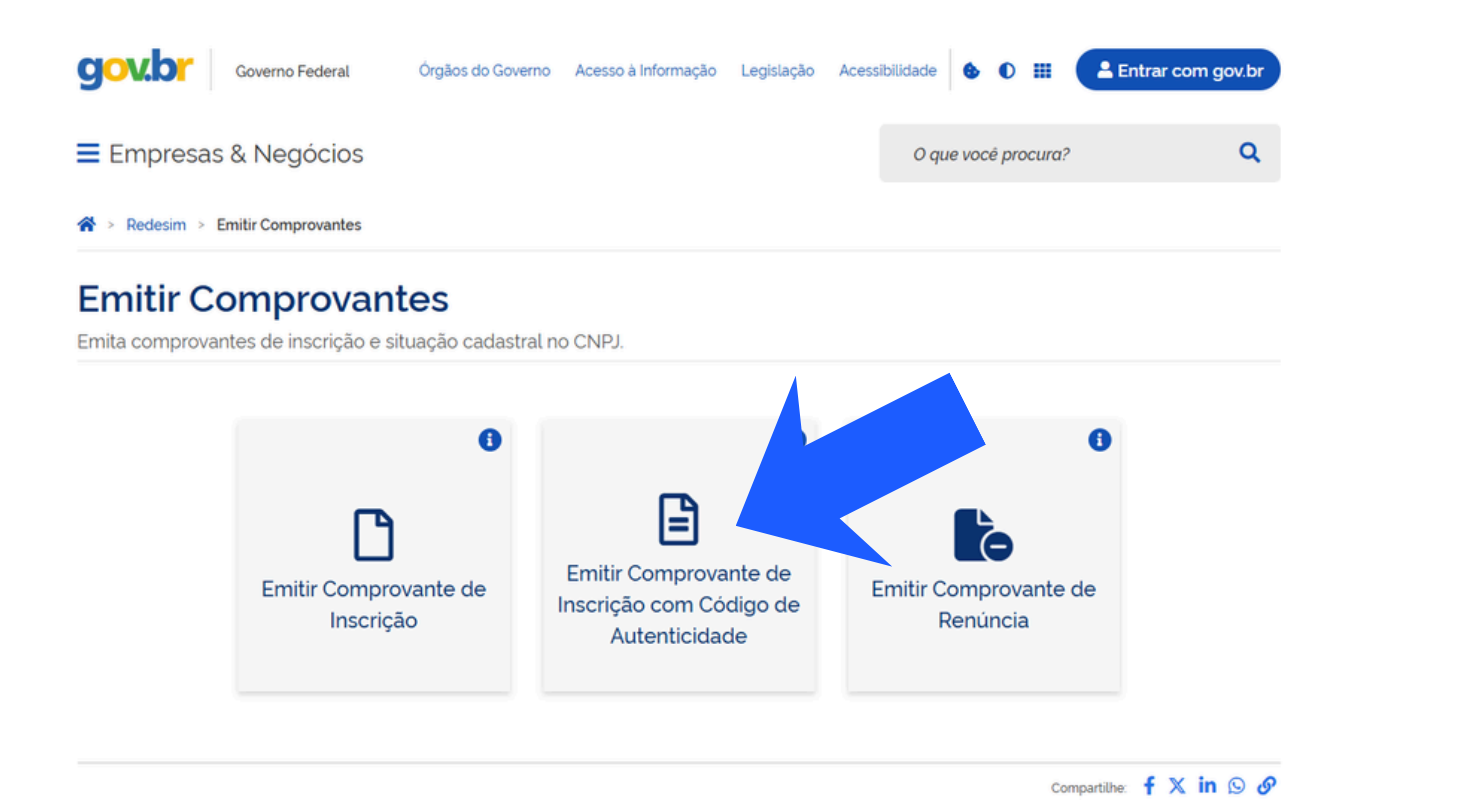 gov.br
Governo Federal
Órgãos do Governo Acesso à Informação Legislação Acessibilidade
Entrar com gov.br
Empresas & Negócios
O que você procura?
> Redesim > Emitir Comprovantes
Emitir Comprovantes
Emita comprovantes de inscrição e situação cadastral no CNPJ.
Emitir Comprovante de
Inscrição
Emitir Comprovante de
Inscrição com Código de
Autenticidade
Emitir Comprovante de
Renúncia
Compartilhe: